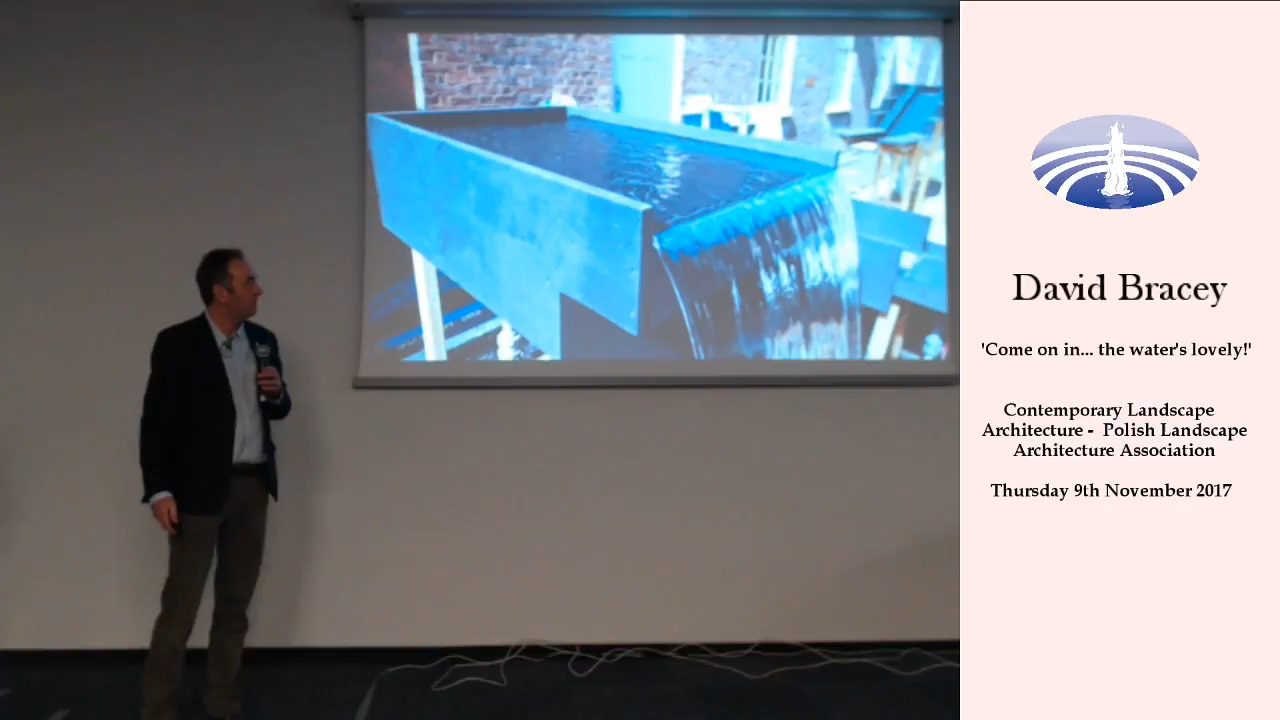 David Bracey
'Come on in... the water's lovely!'
Contemporary Landscape
Architecture - Polish Landscape
Architecture Association
Thursday 9th November 2017